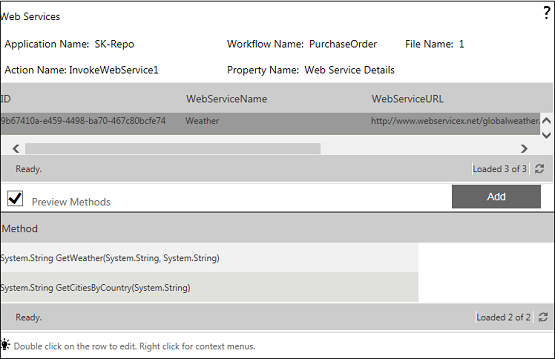 Web Services ?
Application Name: SK-Repo Workflow Name: PurchaseOrder File Name: 1
Action Name: InvokeWebService1 Property Name: Web Service Details
ID WebServiceName WebServiceURL
9b67410a-e459-4498-ba70-467c80bcfe74 Weather http://www.webservicex.net/globalweather.
Ready. Loaded 3 of 3
Preview Methods Add
Method
System.String GetWeather(System.String, System.String)
System.String GetCitiesByCountry(System.String)
Ready. Loaded 2 of 2
Double click on the row to edit. Right click for context menus.